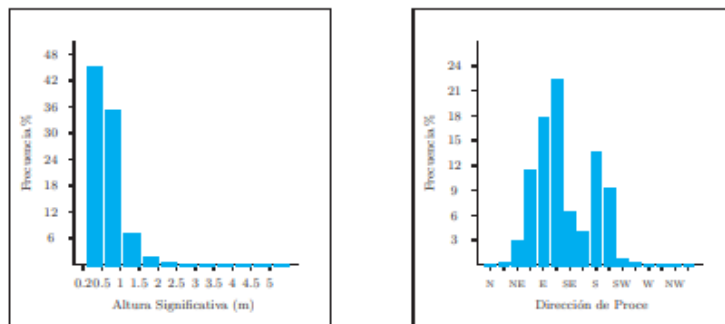 48
42
36
30
24
18
12
6
Frecuencia %
0.20.5 1 1.5 2 2.5 3 3.5 4 4.5 5
Altura Significativa (m)
24
21
18
15
12
9
6
3
Frecuencia %
N NE E SE S SW W NW
Dirección de Proce